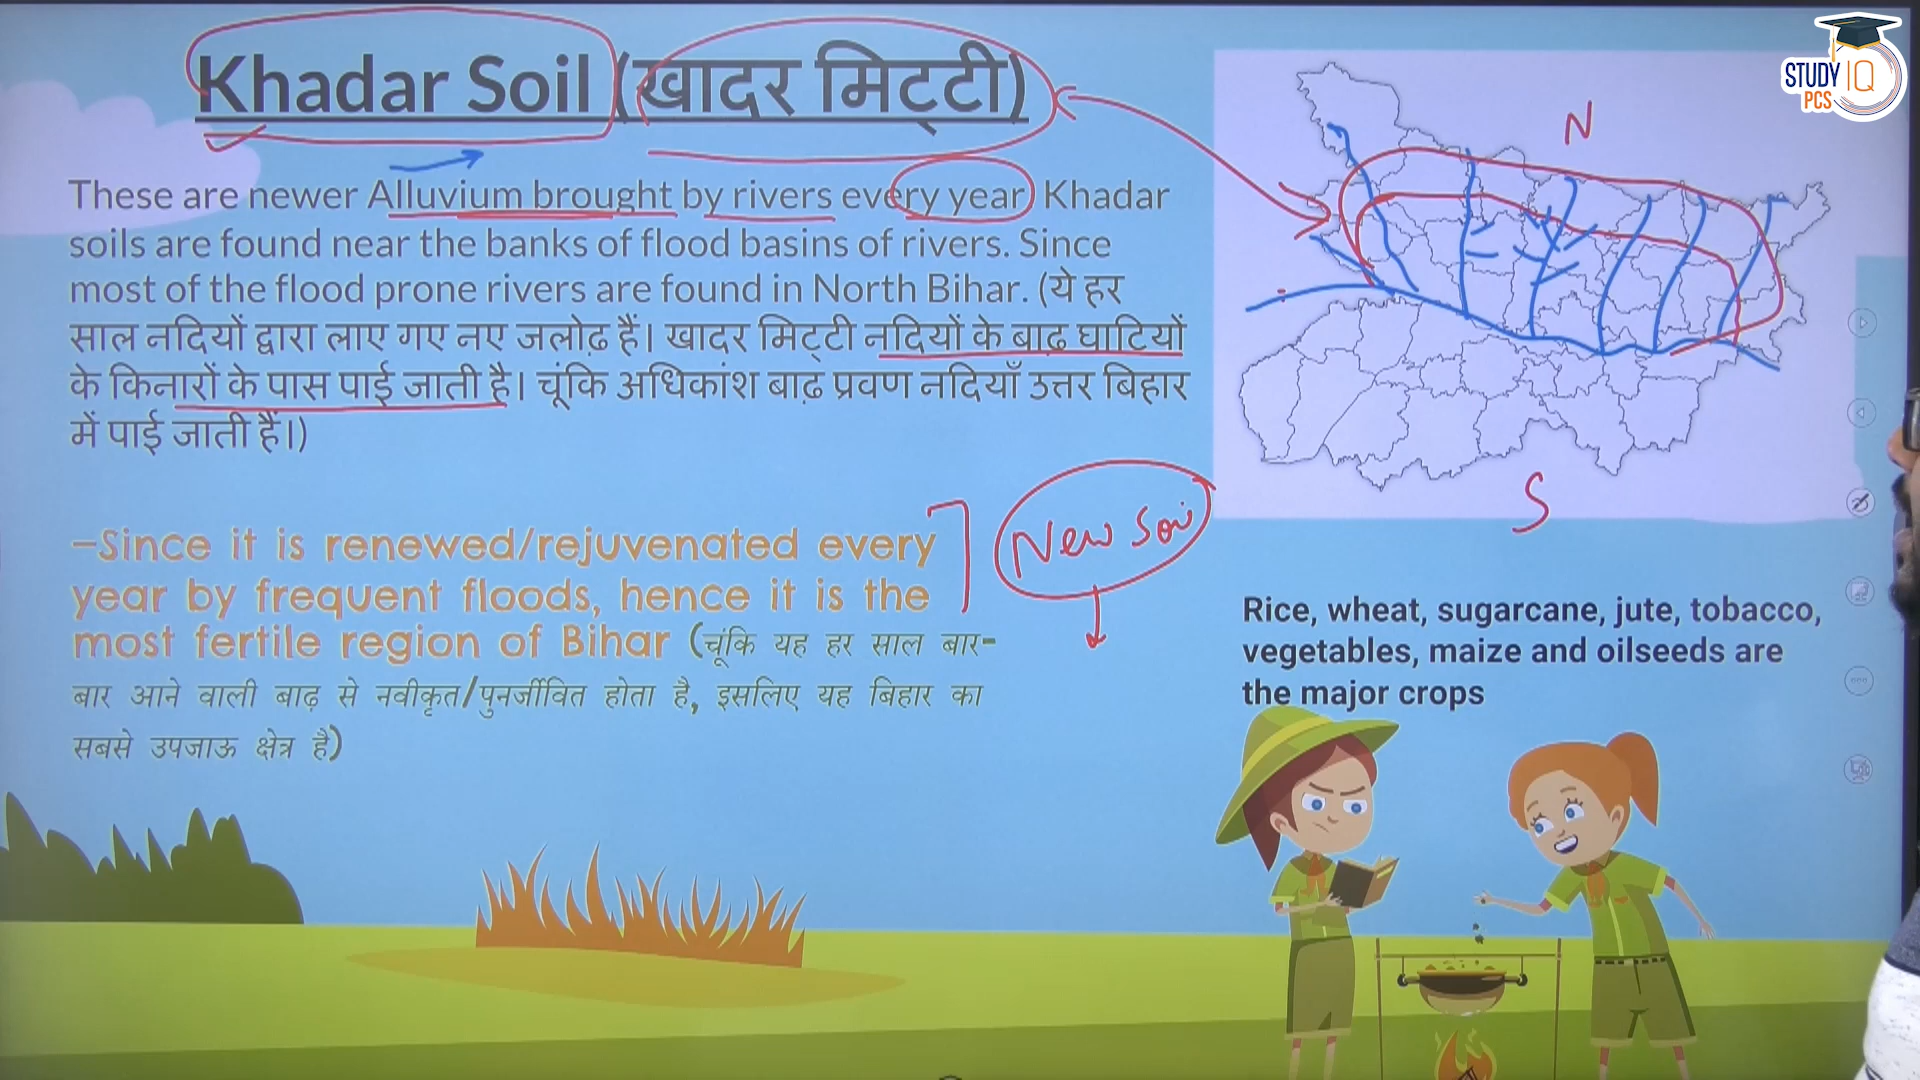 Khadar Soil (खादर मिट्टी)
These are newer Alluvium brought by rivers every year Khadar
soils are found near the banks of flood basins of rivers. Since
most of the flood prone rivers are found in North Bihar. (ये हर
साल नदियों द्वारा लाए गए नए जलोढ़ हैं। खादर मिट्टी नदियों के बाढ़ घाटियों
के किनारों के पास पाई जाती है। चूंकि अधिकांश बाढ़ प्रवण नदियाँ उत्तर बिहार
में पाई जाती हैं।)
–Since it is renewed/rejuvenated every
year by frequent floods, hence it is the
most fertile region of Bihar (चूंकि यह हर साल बार-
बार आने वाली बाढ़ से नवीकृत/पुनर्जीवित होता है, इसलिए यह बिहार का
सबसे उपजाऊ क्षेत्र है)
New Soil
N
S
Rice, wheat, sugarcane, jute, tobacco,
vegetables, maize and oilseeds are
the major crops
STUDY IQ
PCS